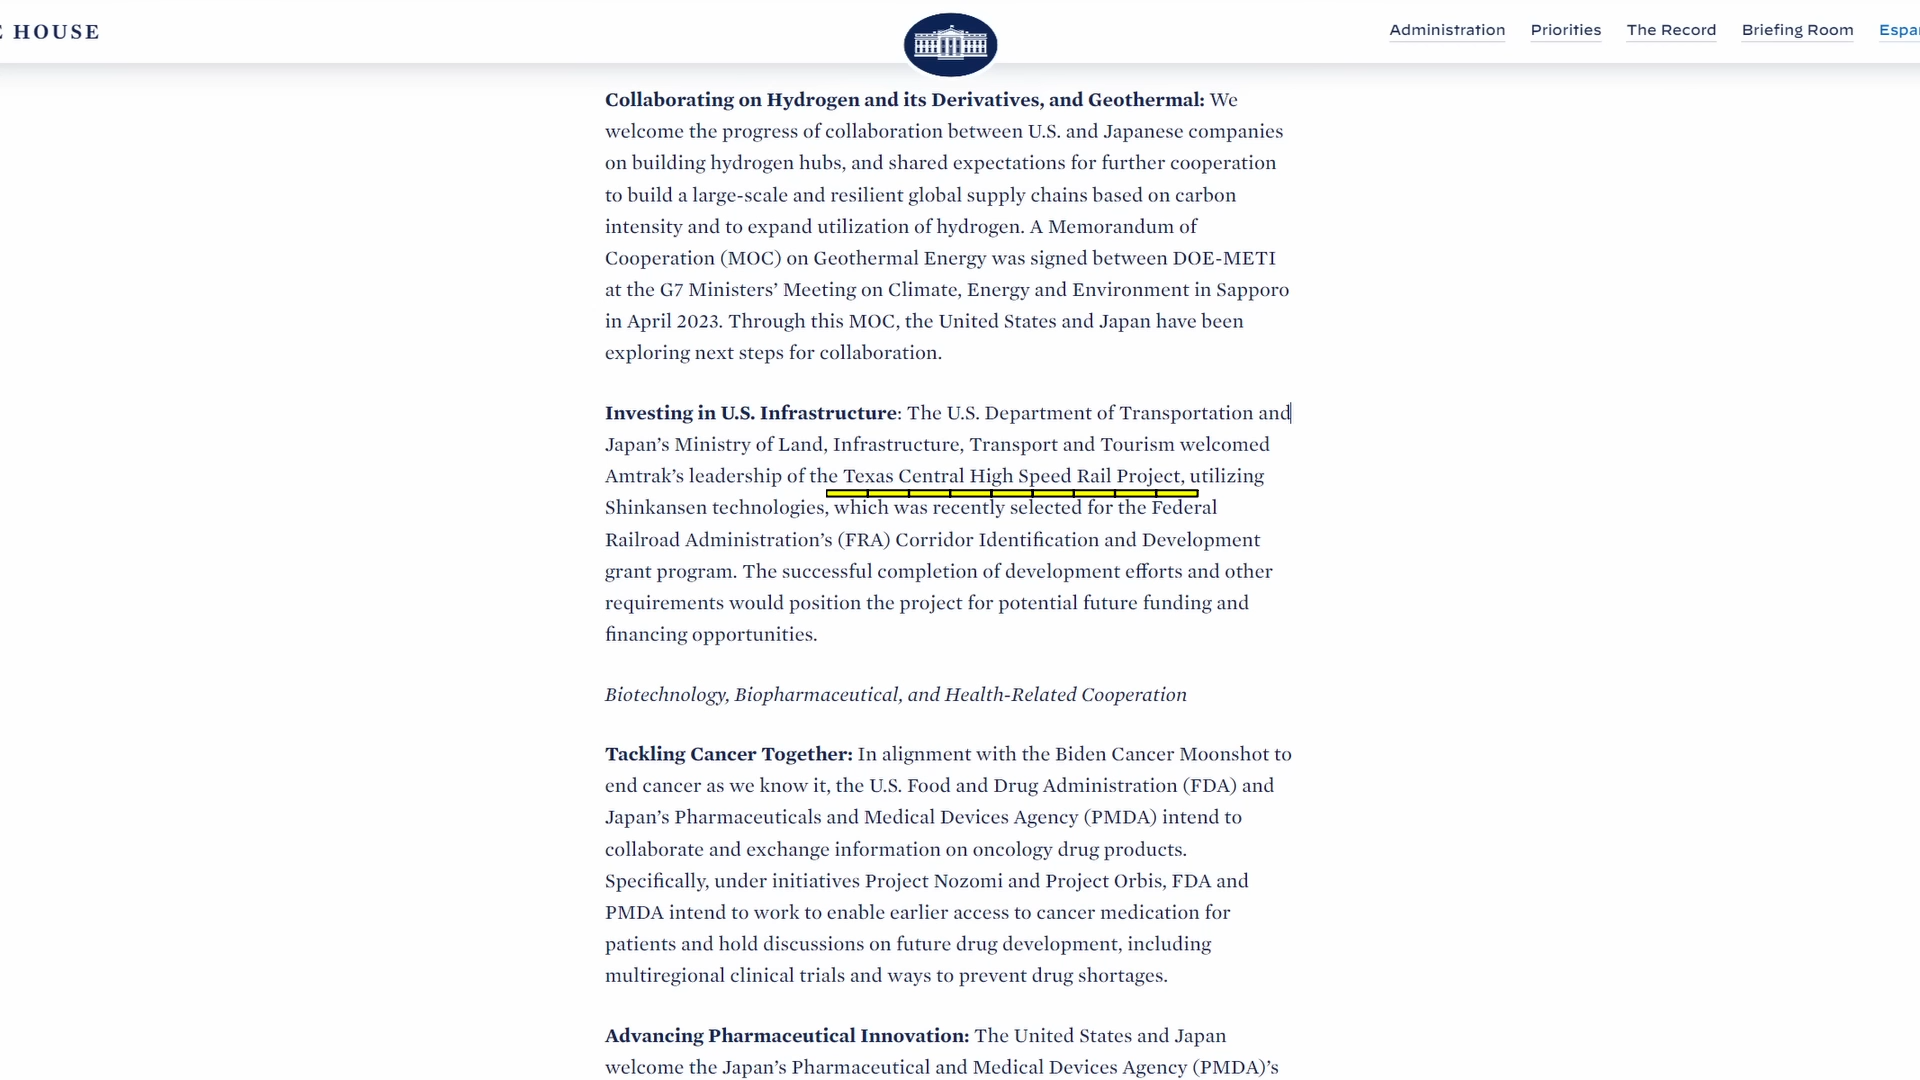 HOUSE
Administration
Priorities
The Record
Briefing Room
Collaborating on Hydrogen and its Derivatives, and Geothermal: We
welcome the progress of collaboration between U.S. and Japanese companies
on building hydrogen hubs, and shared expectations for further cooperation
to build a large-scale and resilient global supply chains based on carbon
intensity and to expand utilization of hydrogen. A Memorandum of
Cooperation (MOC) on Geothermal Energy was signed between DOE-METI
at the G7 Ministers’ Meeting on Climate, Energy and Environment in Sapporo
in April 2023. Through this MOC, the United States and Japan have been
exploring next steps for collaboration.
Investing in U.S. Infrastructure: The U.S. Department of Transportation and
Japan’s Ministry of Land, Infrastructure, Transport and Tourism welcomed
Amtrak’s leadership of the Texas Central High Speed Rail Project, utilizing
Shinkansen technologies, which was recently selected for the Federal
Railroad Administration’s (FRA) Corridor Identification and Development
grant program. The successful completion of development efforts and other
requirements would position the project for potential future funding and
financing opportunities.
Biotechnology, Biopharmaceutical, and Health-Related Cooperation
Tackling Cancer Together: In alignment with the Biden Cancer Moonshot to
end cancer as we know it, the U.S. Food and Drug Administration (FDA) and
Japan’s Pharmaceuticals and Medical Devices Agency (PMDA) intend to
collaborate and exchange information on oncology drug products.
Specifically, under initiatives Project Nozomi and Project Orbis, FDA and
PMDA intend to work to enable earlier access to cancer medication for
patients and hold discussions on future drug development, including
multiregional clinical trials and ways to prevent drug shortages.
Advancing Pharmaceutical Innovation: The United States and Japan
welcome the Japan’s Pharmaceutical and Medical Devices Agency (PMDA)’s